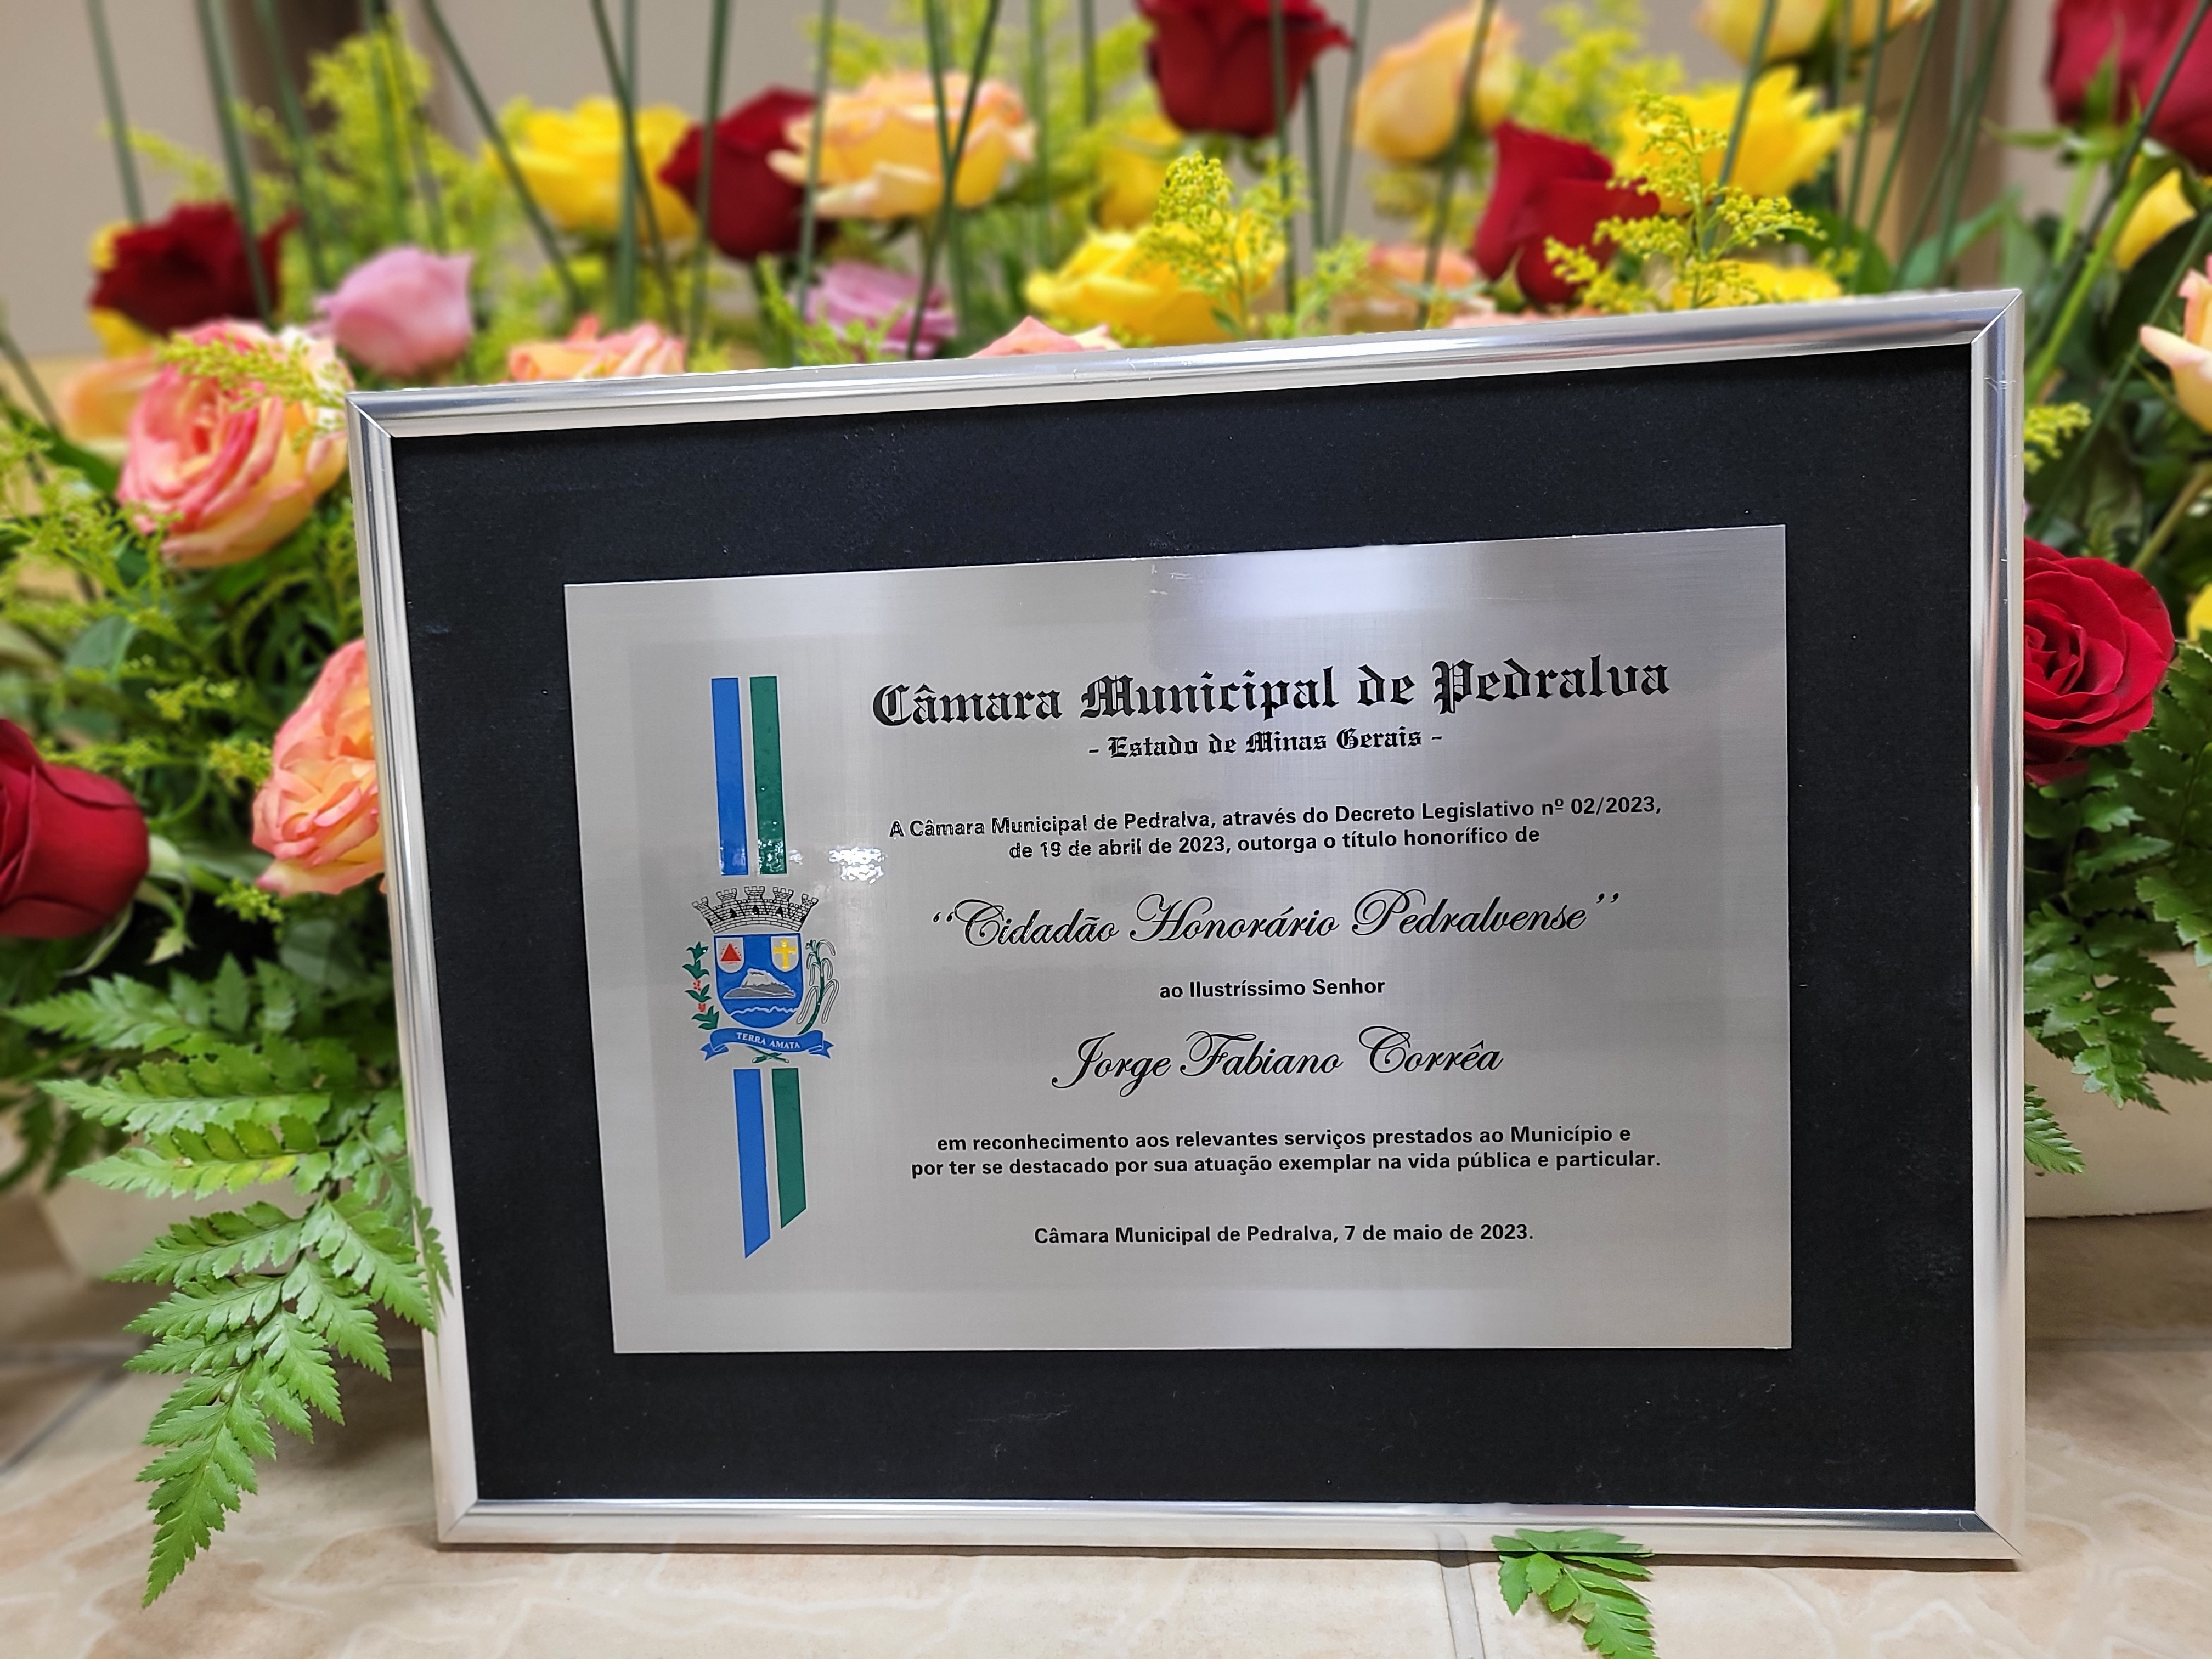 Câmara Municipal de Pedralva
- Estado de Minas Gerais -
A Câmara Municipal de Pedralva, através do Decreto Legislativo nº 02/2023,
de 19 de abril de 2023, outorga o título honorífico de
“Cidadão Honorário Pedralvense”
ao Ilustríssimo Senhor
Jorge Fabiano Corrêa
em reconhecimento aos relevantes serviços prestados ao Município e
por ter se destacado por sua atuação exemplar na vida pública e particular.
Câmara Municipal de Pedralva, 7 de maio de 2023.
TERRA AMATA